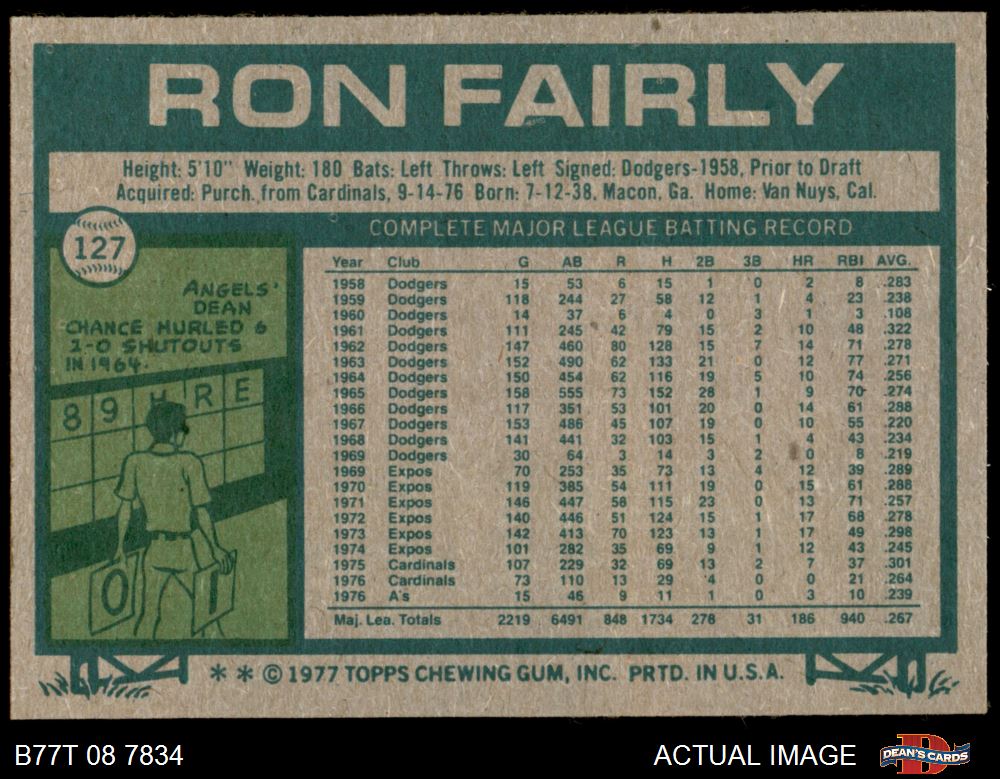 RON FAIRLY
Height: 5'10" Weight: 180 Bats: Left Throws: Left Signed: Dodgers-1958, Prior to Draft
Acquired: Purch. from Cardinals, 9-14-76 Born: 7-12-38, Macon, Ga. Home: Van Nuys, Cal.
127
ANGELS'
DEAN
CHANCE HURLED 6
1-0 SHUTOUTS
IN 1964.
8 9 H R E
0 1
COMPLETE MAJOR LEAGUE BATTING RECORD
Year Club G AB R H 2B 3B HR RBI AVG.
1958 Dodgers 15 53 6 15 1 0 2 8 .283
1959 Dodgers 118 244 27 58 12 1 4 23 .238
1960 Dodgers 14 37 6 4 0 3 1 3 .108
1961 Dodgers 111 245 42 79 15 2 10 48 .322
1962 Dodgers 147 460 80 128 15 7 14 71 .278
1963 Dodgers 152 490 62 133 21 0 12 77 .271
1964 Dodgers 150 454 62 116 19 5 10 74 .256
1965 Dodgers 158 555 73 152 28 1 9 70 .274
1966 Dodgers 117 351 53 101 20 0 14 61 .288
1967 Dodgers 153 486 45 107 19 0 10 55 .220
1968 Dodgers 141 441 32 103 15 1 4 43 .234
1969 Dodgers 30 64 3 14 3 2 0 8 .219
1969 Expos 70 253 35 73 13 4 12 39 .289
1970 Expos 119 385 54 111 19 0 15 61 .288
1971 Expos 146 447 58 115 23 0 13 71 .257
1972 Expos 140 446 51 124 15 1 17 68 .278
1973 Expos 142 413 70 123 13 1 17 49 .298
1974 Expos 101 282 35 69 9 1 12 43 .245
1975 Cardinals 107 229 32 69 13 2 7 37 .301
1976 Cardinals 73 110 13 29 4 0 0 21 .264
1976 A's 15 46 9 11 1 0 3 10 .239
Maj. Lea. Totals 2219 6491 848 1734 278 31 186 940 .267
* * © 1977 TOPPS CHEWING GUM, INC. PRTD. IN U.S.A.
B77T 08 7834
ACTUAL IMAGE
DEAN'S CARDS